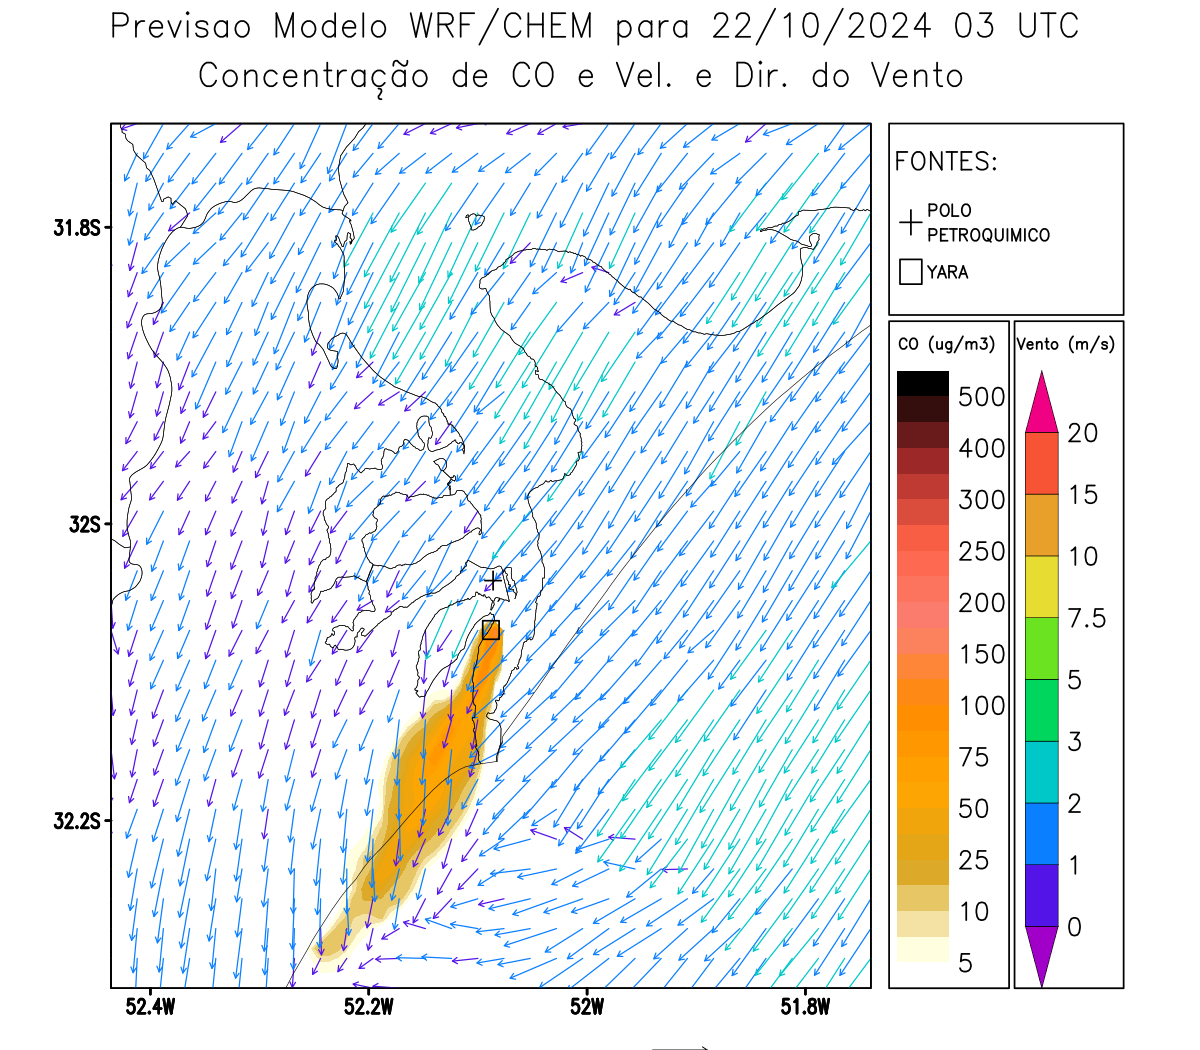 Previsao Modelo WRF/CHEM para 22/10/2024 03 UTC
Concentração de CO e Vel. e Dir. do Vento
FONTES:
POLO
PETROQUIMICO
YARA
CO (ug/m3)
500
400
300
250
200
150
100
75
50
25
10
5
Vento (m/s)
20
15
10
7.5
5
3
2
1
0
31.8S
32S
32.2S
52.4W
52.2W
52W
51.8W